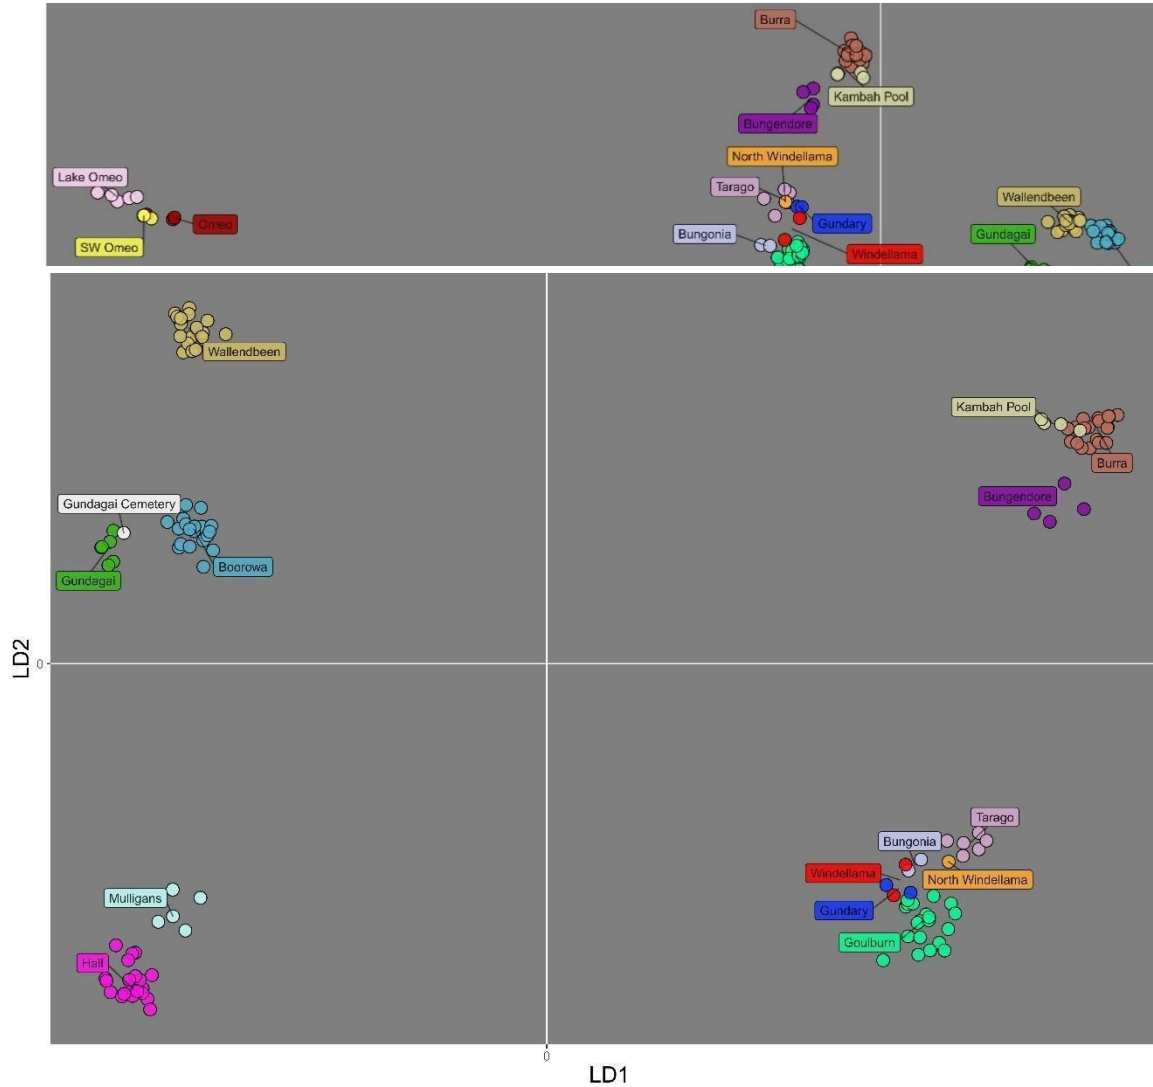 Burra
Kambah Pool
Bungendore
North Windellama
Lake Omeo
Tarago
Wallendbeen
Omeo
Gundary
Bungonia
Gundagai
SW Omeo
Windellama
Wallendbeen
Kambah Pool
Burra
Bungendore
Gundagai Cemetery
Boorowa
Gundagai
LD2
0
Tarago
Bungonia
Windellama
North Windellama
Mulligans
Gundary
Goulburn
Hall
0
LD1